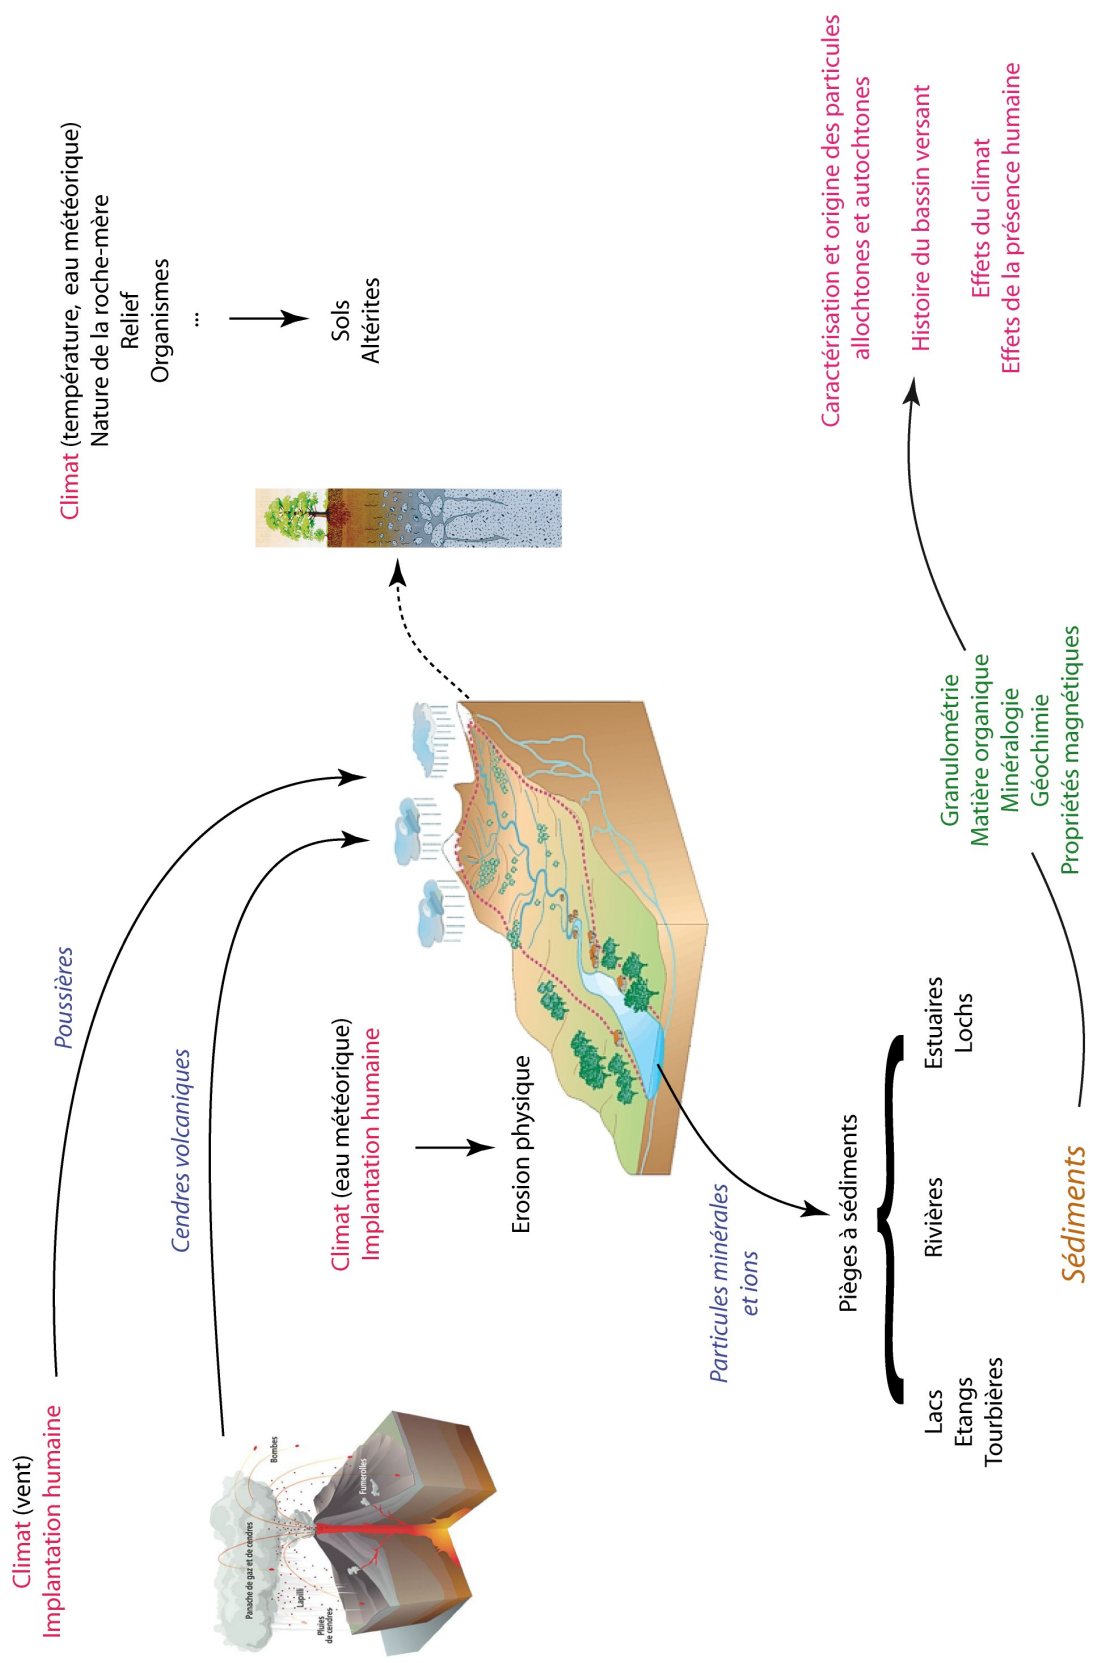 Climat (vent)
Implantation humaine
Poussières
Climat (température, eau météorique)
Nature de la roche-mère
Relief
Organismes
...
Sols
Altérites
Cendres volcaniques
Panache de gaz et de cendres
Bombes
Lapilli
Pluies
de cendres
Fumerolles
Climat (eau météorique)
Implantation humaine
Erosion physique
Particules minérales
et ions
Pièges à sédiments
Lacs
Etangs
Tourbières
Rivières
Estuaires
Lochs
Sédiments
Granulométrie
Matière organique
Minéralogie
Géochimie
Propriétés magnétiques
Caractérisation et origine des particules
allochtones et autochtones
Histoire du bassin versant
Effets du climat
Effets de la présence humaine